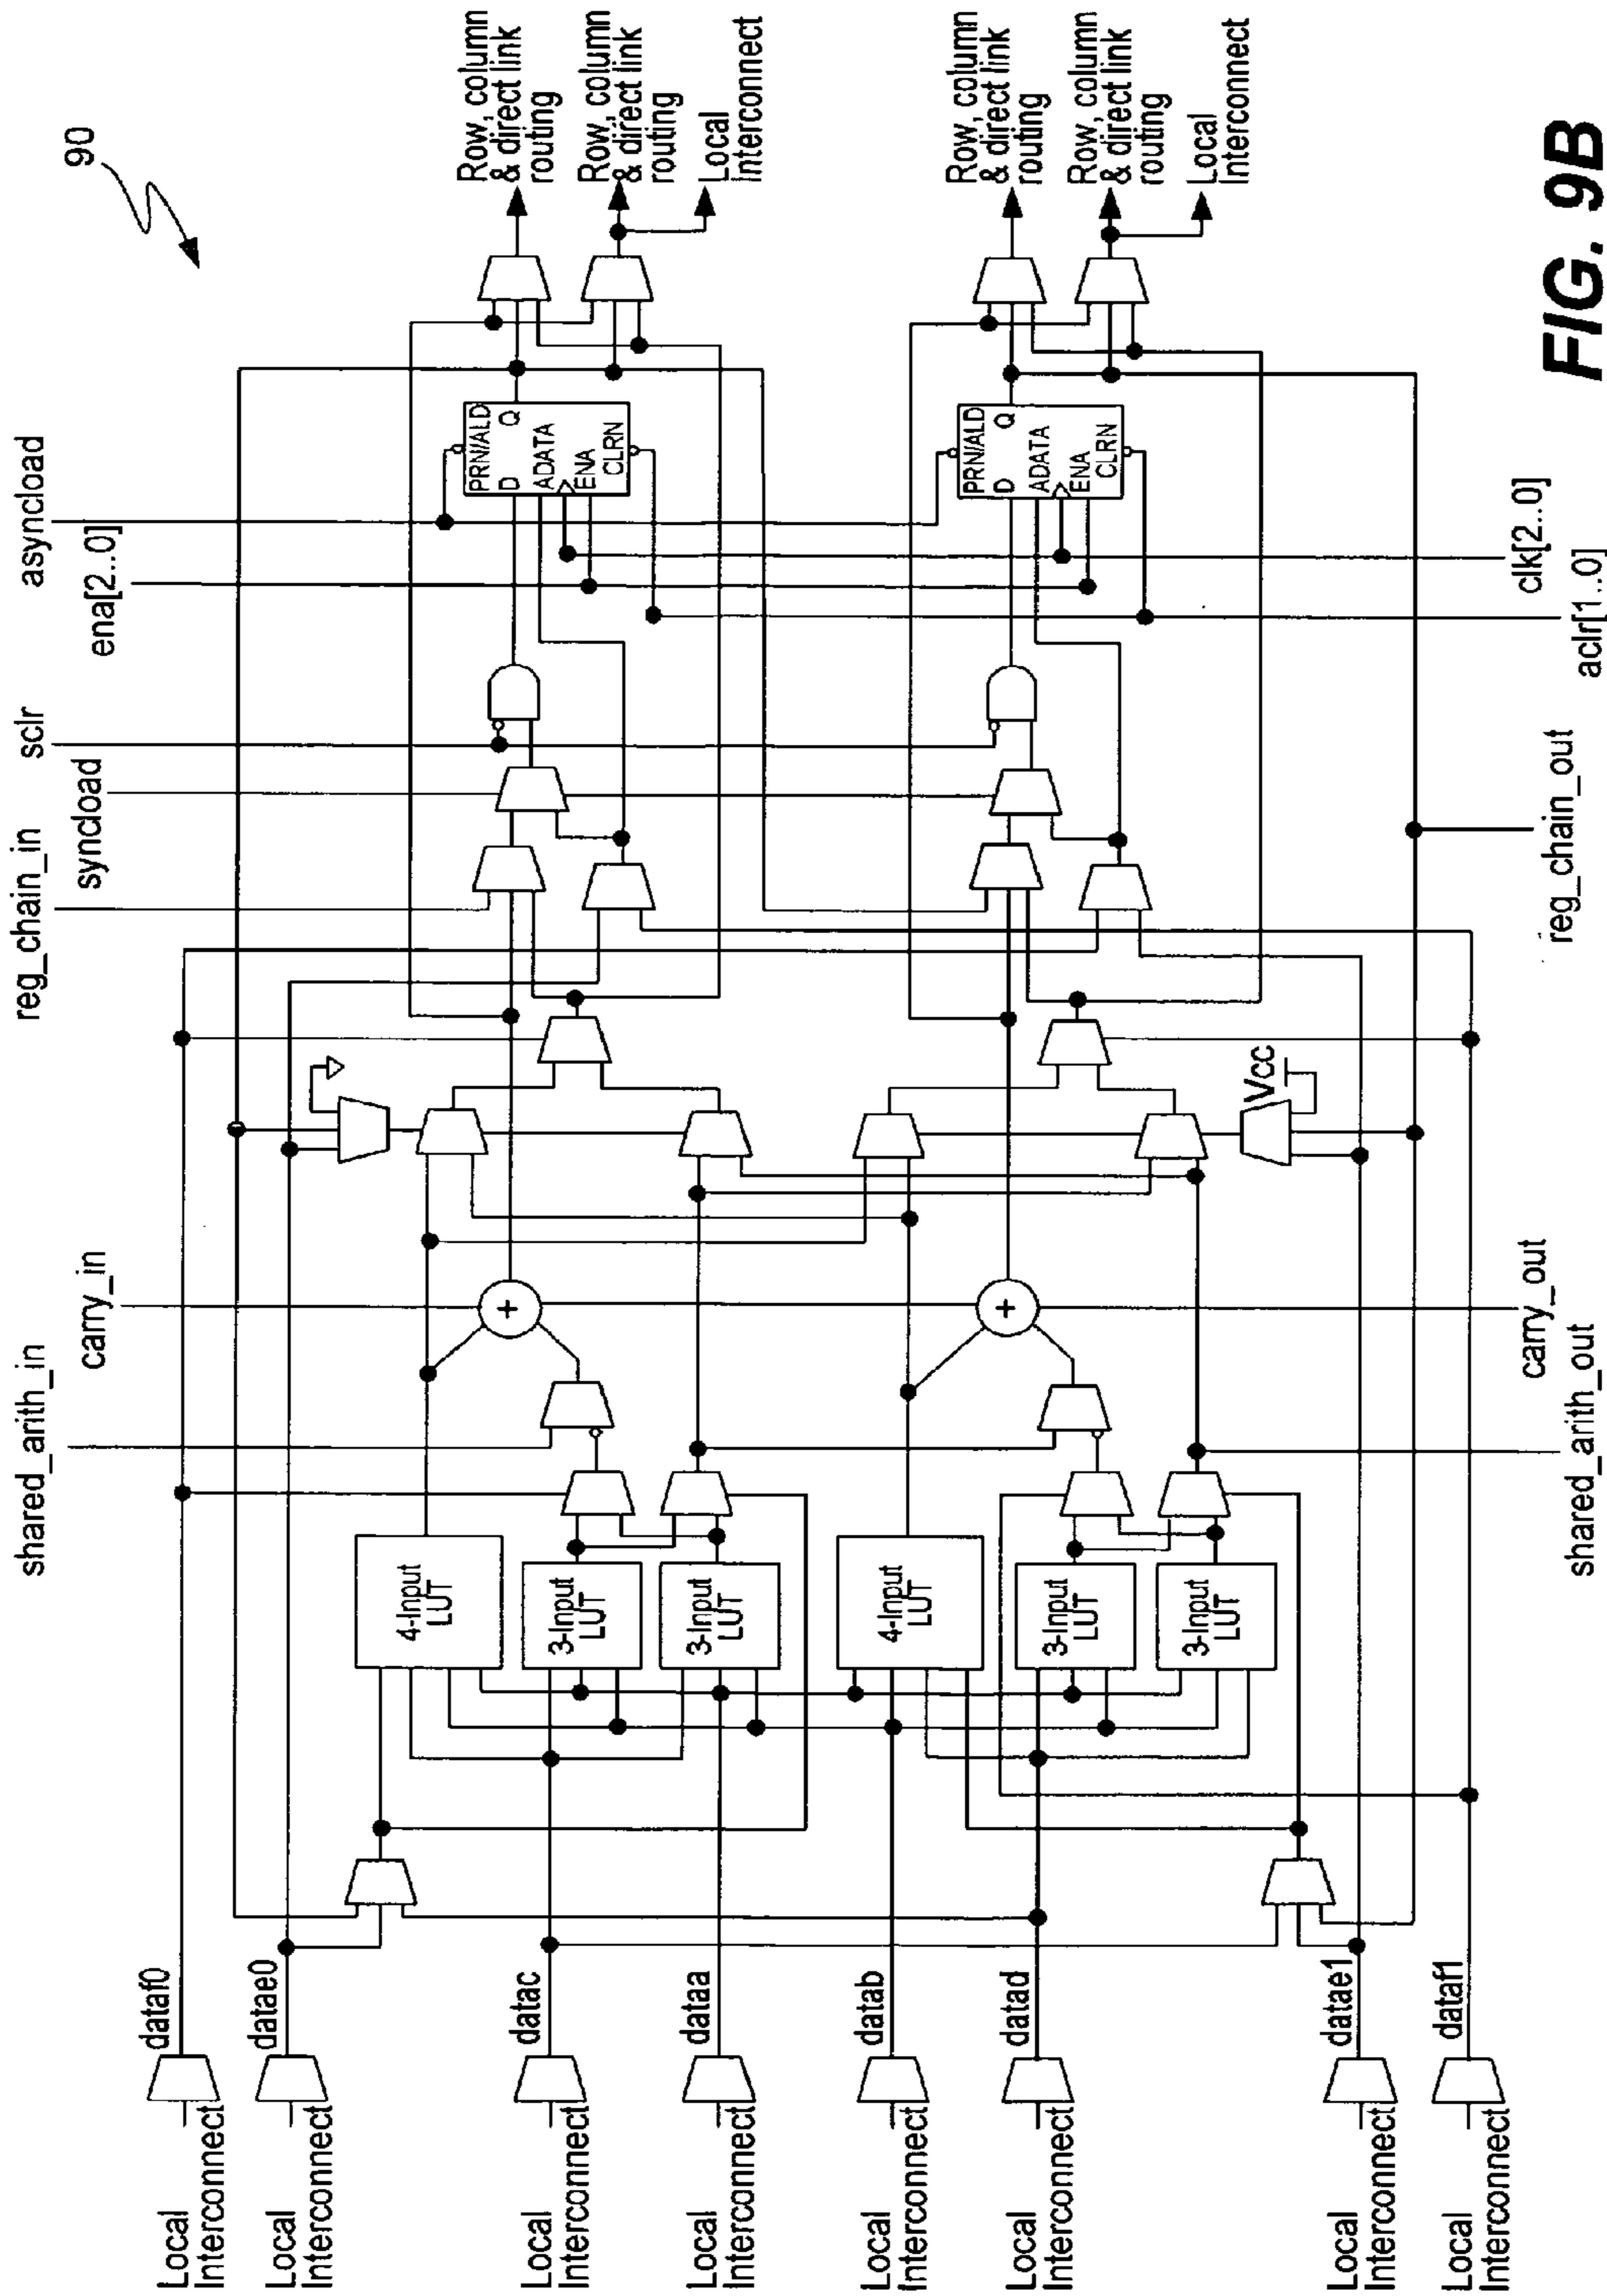 90
FIG. 9B
shared_arith_in
carry_in
reg_chain_in
syncload
sclr
ena[2..0]
asyncload
Local
Interconnect
dataf0
Local
Interconnect
datae0
Local
Interconnect
datac
Local
Interconnect
dataa
Local
Interconnect
datab
Local
Interconnect
datad
Local
Interconnect
datae1
Local
Interconnect
dataf1
4-Input
LUT
3-Input
LUT
3-Input
LUT
4-Input
LUT
3-Input
LUT
3-Input
LUT
+
+
Vcc
PRN/ALD
D
Q
ADATA
ENA
CLRN
PRN/ALD
D
Q
ADATA
ENA
CLRN
Row, column
& direct link
routing
Row, column
& direct link
routing
Local
Interconnect
Row, column
& direct link
routing
Row, column
& direct link
routing
Local
Interconnect
shared_arith_out
carry_out
reg_chain_out
aclr[1..0]
clk[2..0]